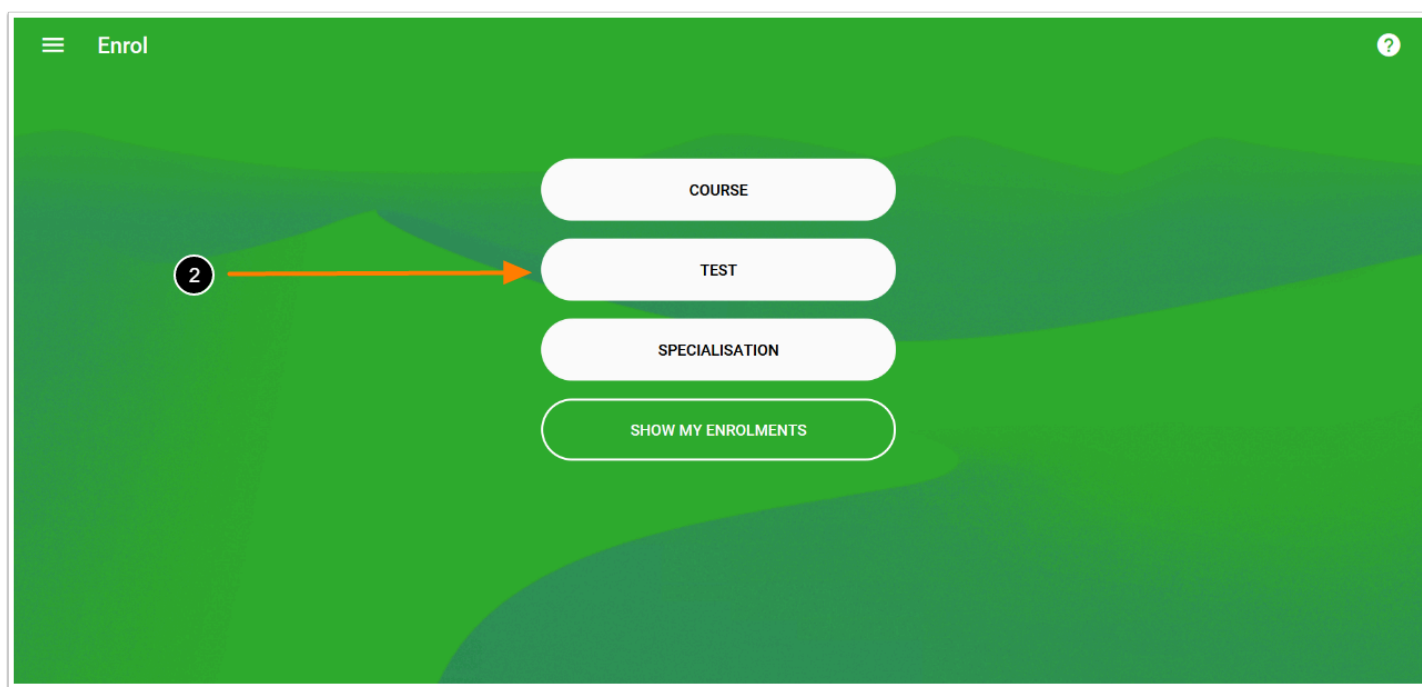 Enrol
?
COURSE
2
TEST
SPECIALISATION
SHOW MY ENROLMENTS